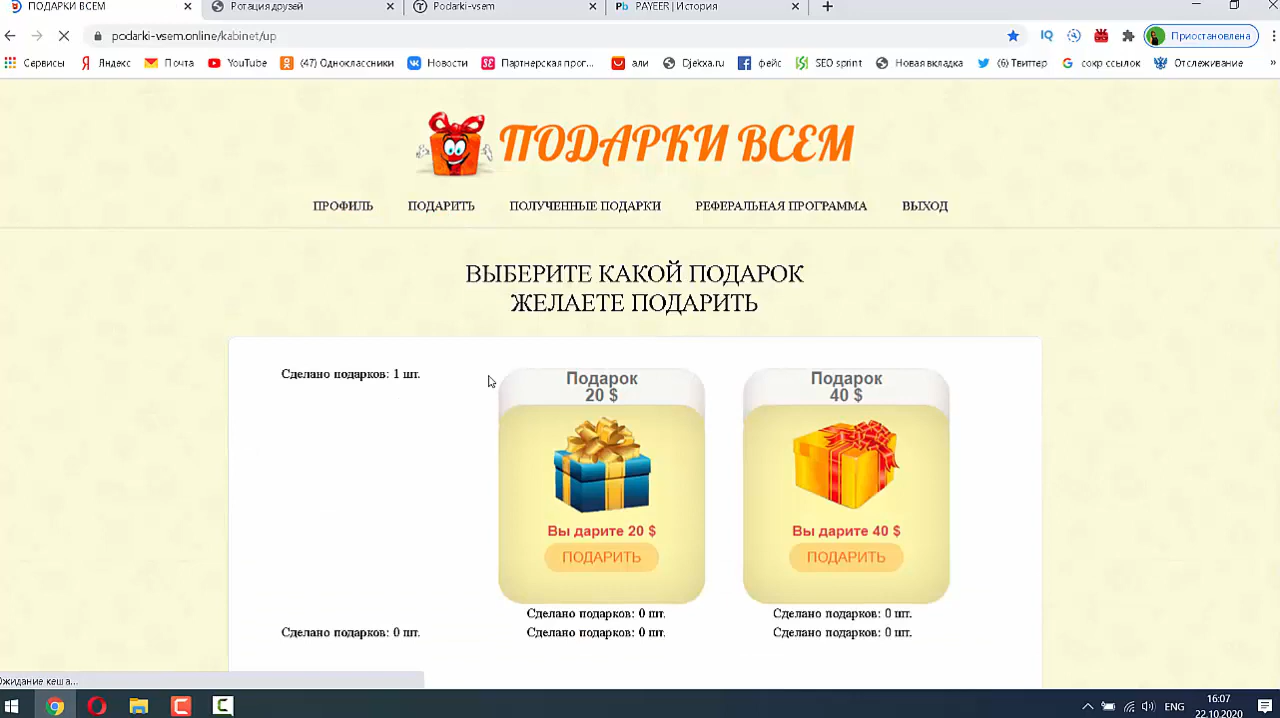 ПОДАРКИ ВСЕМ
Ротация друзей
Podarki-vsem
PAYEER | История
podarki-vsem.online/kabinet/up
Приостановлена
Сервисы
Яндекс
Почта
YouTube
(47) Одноклассники
Новости
Партнерская прог...
али
Djekxa.ru
фейс
SEO sprint
Новая вкладка
(6) Твиттер
сокр ссылок
Отслеживание
»
ПОДАРКИ ВСЕМ
ПРОФИЛЬ
ПОДАРИТЬ
ПОЛУЧЕННЫЕ ПОДАРКИ
РЕФЕРАЛЬНАЯ ПРОГРАММА
ВЫХОД
ВЫБЕРИТЕ КАКОЙ ПОДАРОК
ЖЕЛАЕТЕ ПОДАРИТЬ
Сделано подарков: 1 шт.
Подарок
20 $
Вы дарите 20 $
ПОДАРИТЬ
Подарок
40 $
Вы дарите 40 $
ПОДАРИТЬ
Сделано подарков: 0 шт.
Сделано подарков: 0 шт.
Сделано подарков: 0 шт.
Сделано подарков: 0 шт.
Сделано подарков: 0 шт.
Ожидание кеша...
ENG
16:07
22.10.2020